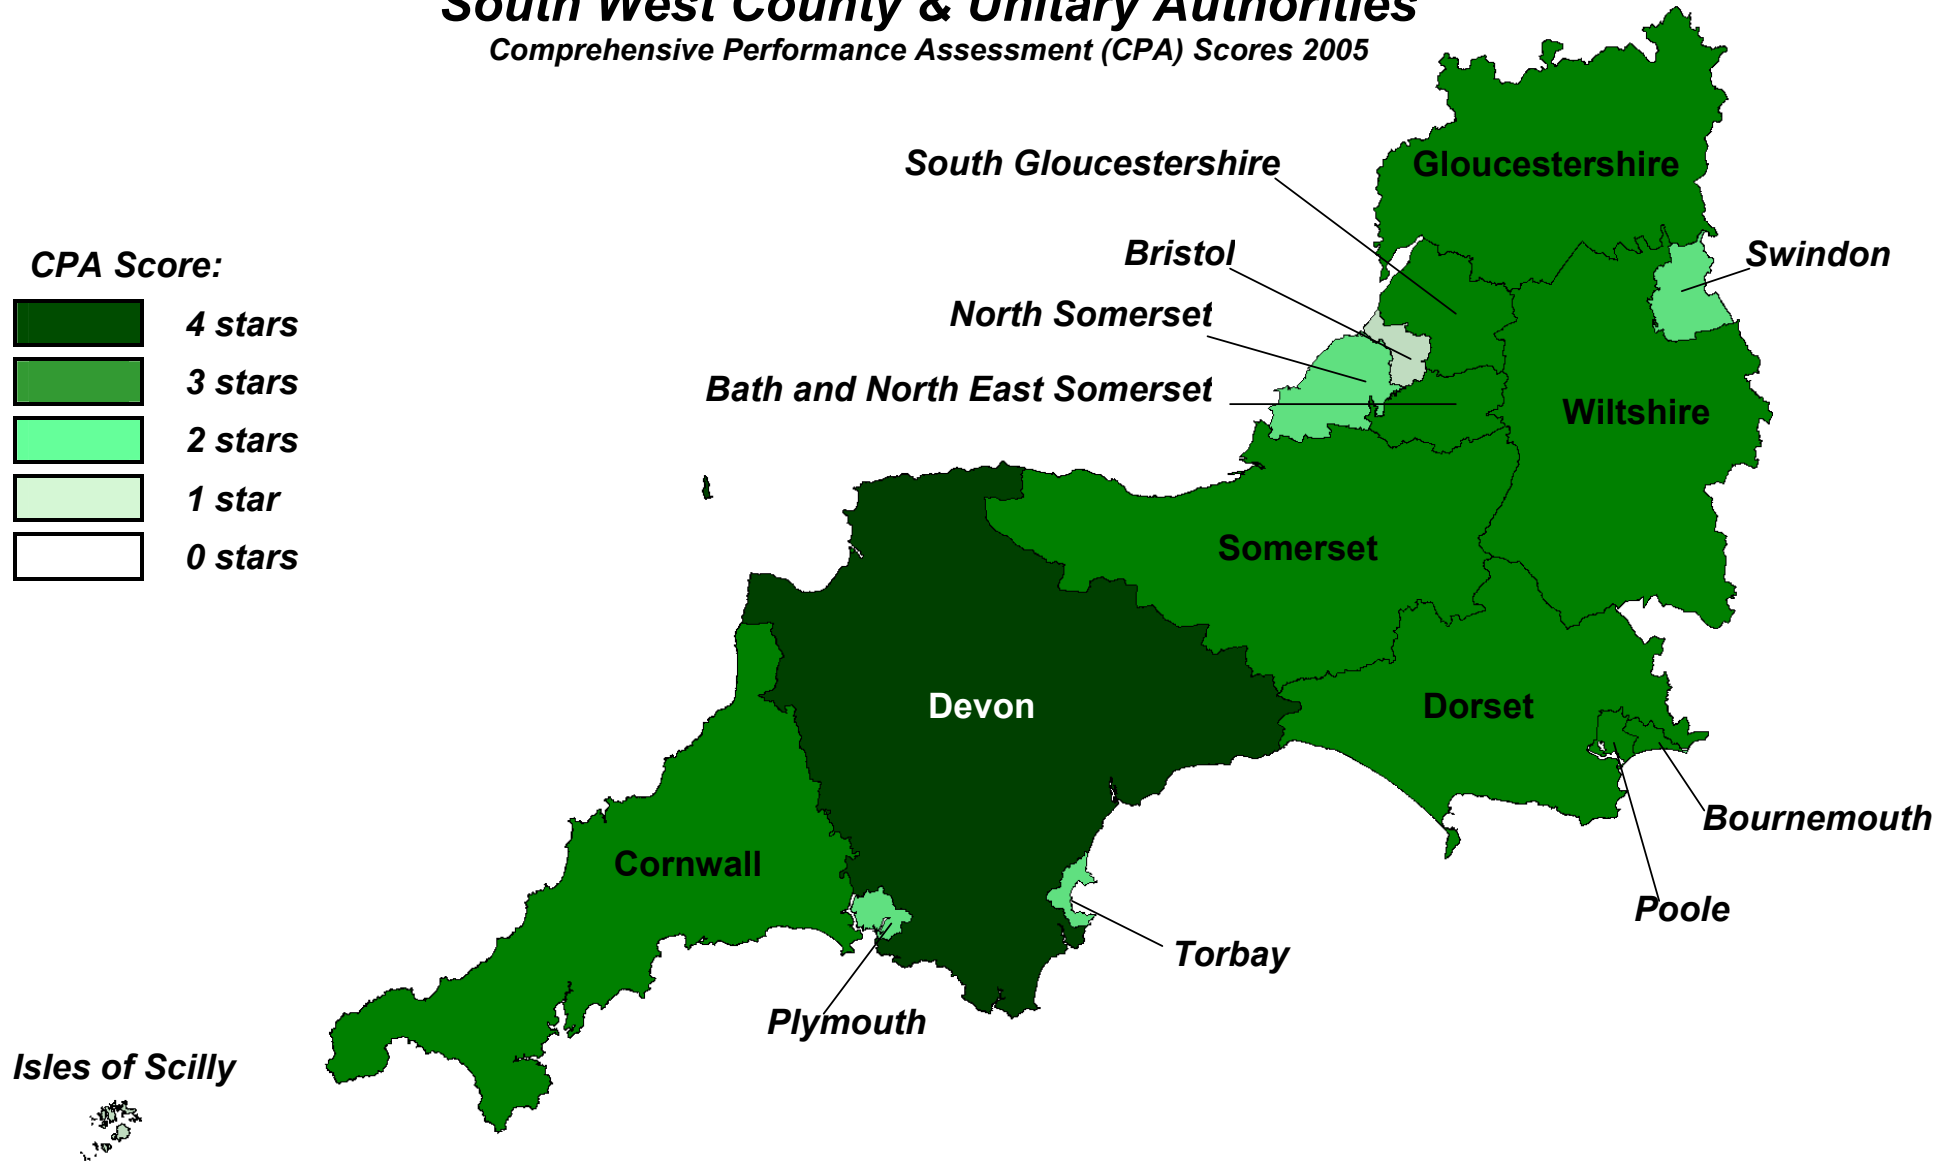 South West County & Unitary Authorities
Comprehensive Performance Assessment (CPA) Scores 2005
South Gloucestershire
Gloucestershire
Bristol
Swindon
CPA Score:
North Somerset
4 stars
3 stars
Bath and North East Somerset
Wiltshire
2 stars
1 star
0 stars
Somerset
Devon
Dorset
Bournemouth
Cornwall
Poole
Torbay
Plymouth
Isles of Scilly